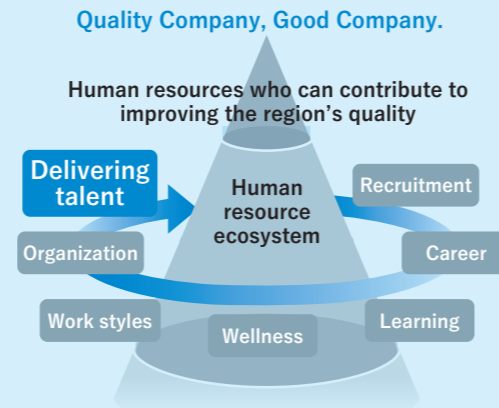 Quality Company, Good Company.
Human resources who can contribute to
improving the region's quality
Delivering
talent
Human
resource
ecosystem
Recruitment
Organization
Career
Work styles
Wellness
Learning